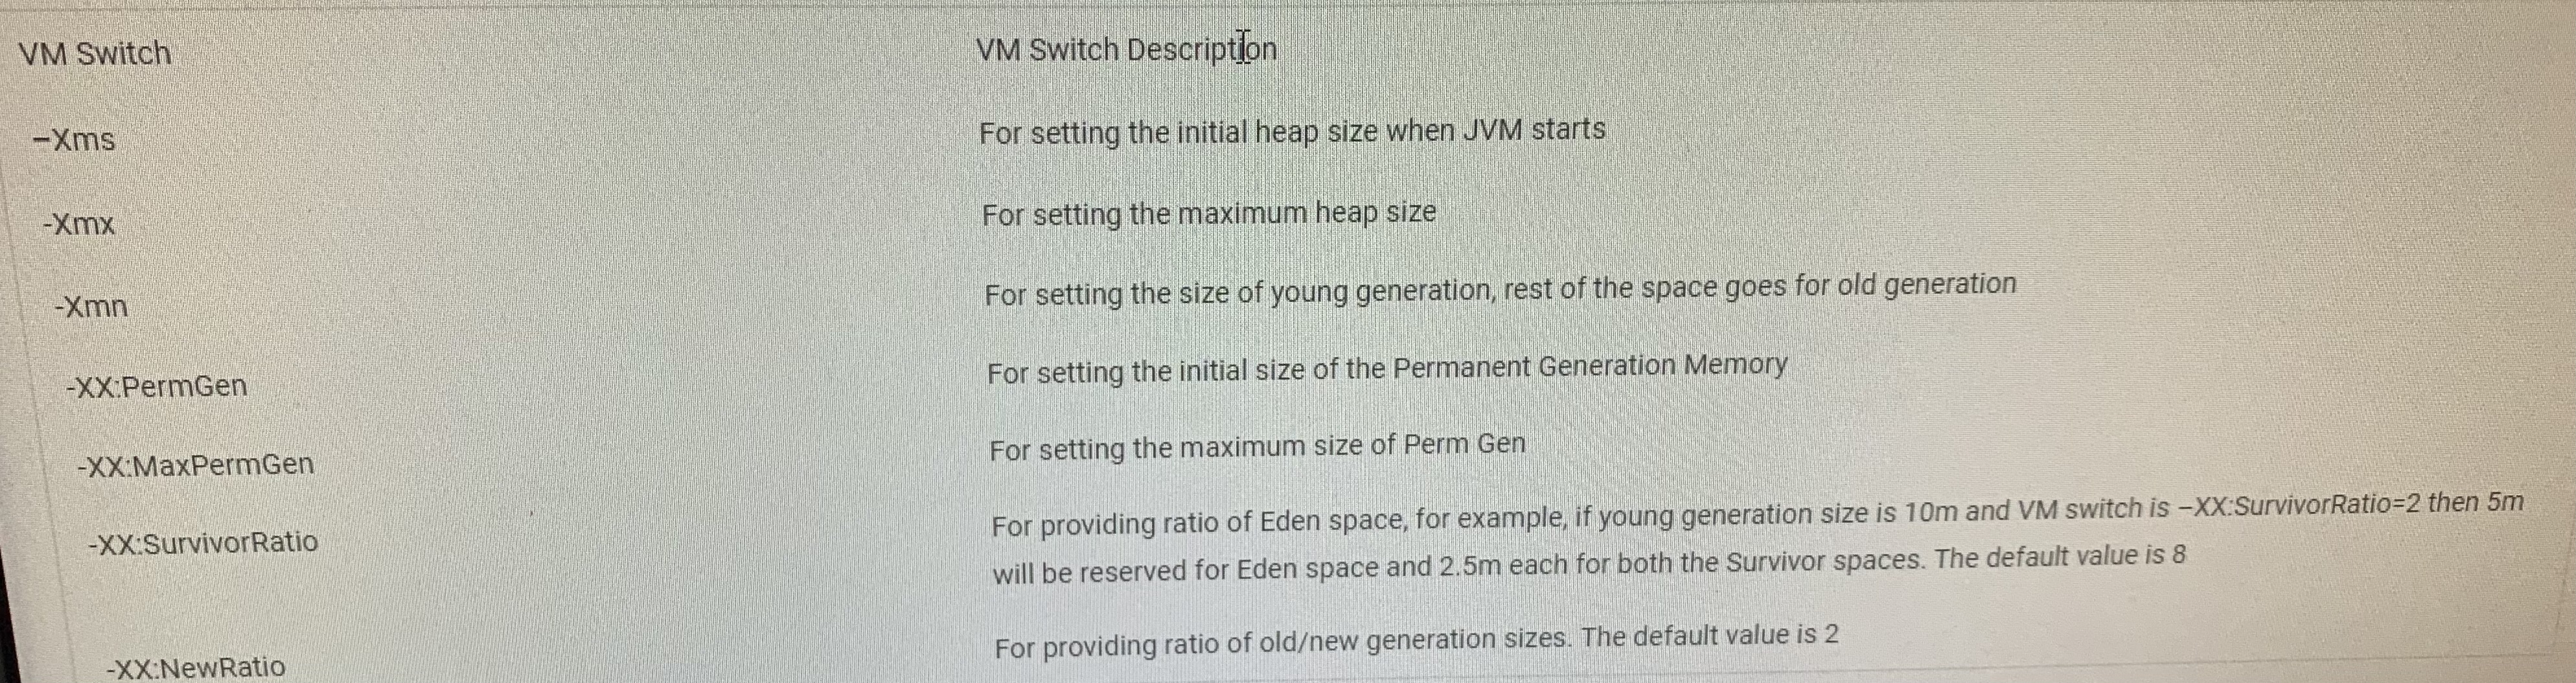 VM Switch VM Switch Description
–Xms For setting the initial heap size when JVM starts
-Xmx For setting the maximum heap size
-Xmn For setting the size of young generation, rest of the space goes for old generation
-XX:PermGen For setting the initial size of the Permanent Generation Memory
-XX:MaxPermGen For setting the maximum size of Perm Gen
-XX:SurvivorRatio For providing ratio of Eden space, for example, if young generation size is 10m and VM switch is –XX:SurvivorRatio=2 then 5m
will be reserved for Eden space and 2.5m each for both the Survivor spaces. The default value is 8
-XX:NewRatio For providing ratio of old/new generation sizes. The default value is 2